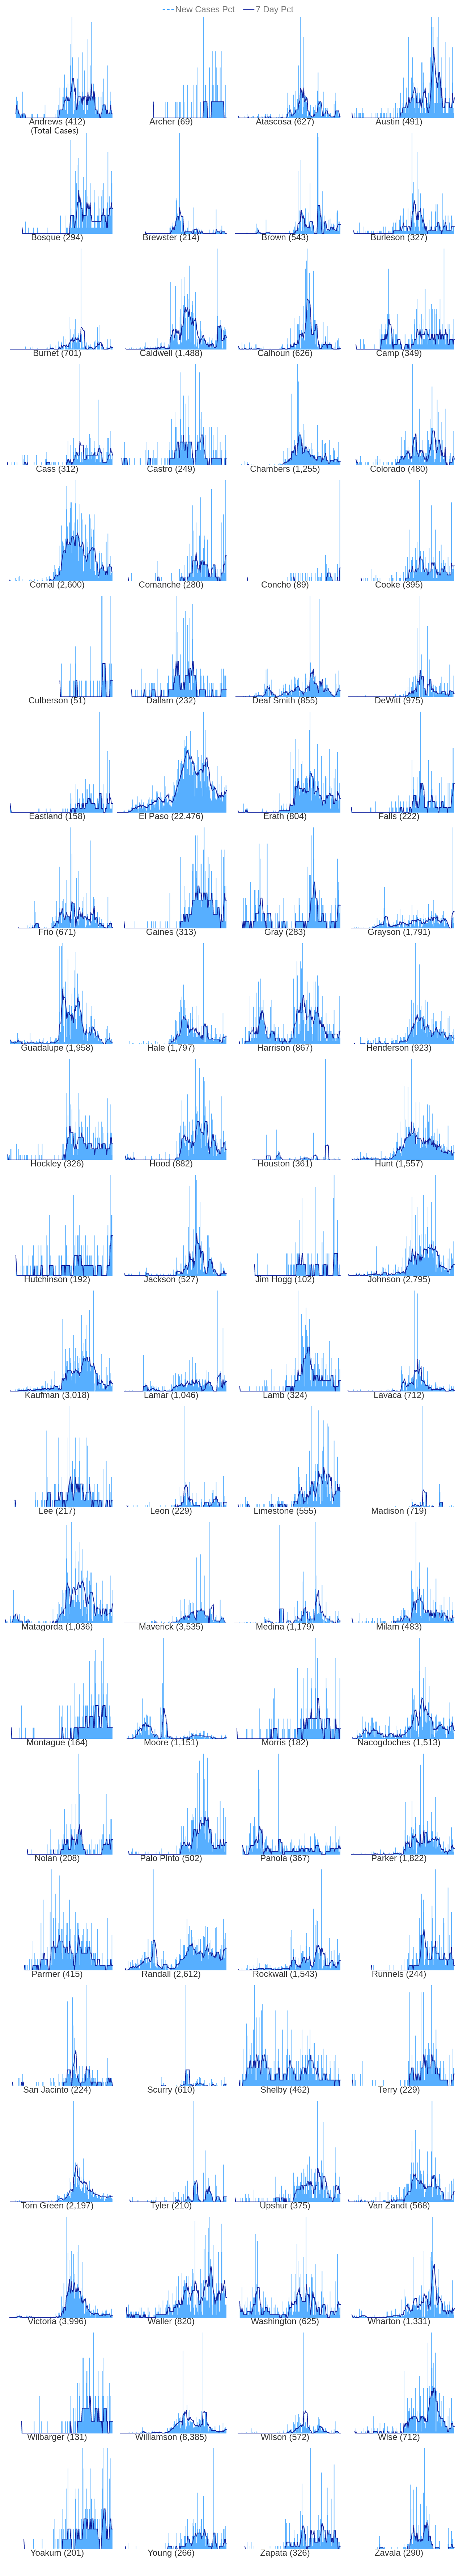 New Cases Pct 7 Day Pct
Andrews (412) Archer (69) Atascosa (627) Austin (491)
(Total Cases)
Bosque (294) Brewster (214) Brown (543) Burleson (327)
Burnet (701) Caldwell (1,488) Calhoun (626) Camp (349)
Cass (312) Castro (249) Chambers (1,255) Colorado (480)
Comal (2,600) Comanche (280) Concho (89) Cooke (395)
Culberson (51) Dallam (232) Deaf Smith (855) DeWitt (975)
Eastland (158) El Paso (22,476) Erath (804) Falls (222)
Frio (671) Gaines (313) Gray (283) Grayson (1,791)
Guadalupe (1,958) Hale (1,797) Harrison (867) Henderson (923)
Hockley (326) Hood (882) Houston (361) Hunt (1,557)
Hutchinson (192) Jackson (527) Jim Hogg (102) Johnson (2,795)
Kaufman (3,018) Lamar (1,046) Lamb (324) Lavaca (712)
Lee (217) Leon (229) Limestone (555) Madison (719)
Matagorda (1,036) Maverick (3,535) Medina (1,179) Milam (483)
Montague (164) Moore (1,151) Morris (182) Nacogdoches (1,513)
Nolan (208) Palo Pinto (502) Panola (367) Parker (1,822)
Parmer (415) Randall (2,612) Rockwall (1,543) Runnels (244)
San Jacinto (224) Scurry (610) Shelby (462) Terry (229)
Tom Green (2,197) Tyler (210) Upshur (375) Van Zandt (568)
Victoria (3,996) Waller (820) Washington (625) Wharton (1,331)
Wilbarger (131) Williamson (8,385) Wilson (572) Wise (712)
Yoakum (201) Young (266) Zapata (326) Zavala (290)